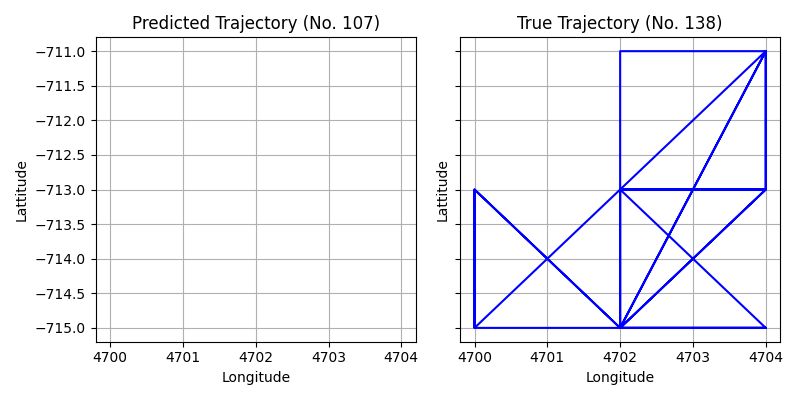 Predicted Trajectory (No. 107)
−711.0
−711.5
−712.0
−712.5
−713.0
−713.5
−714.0
−714.5
−715.0
Lattitude
4700 4701 4702 4703 4704
Longitude
True Trajectory (No. 138)
Lattitude
4700 4701 4702 4703 4704
Longitude